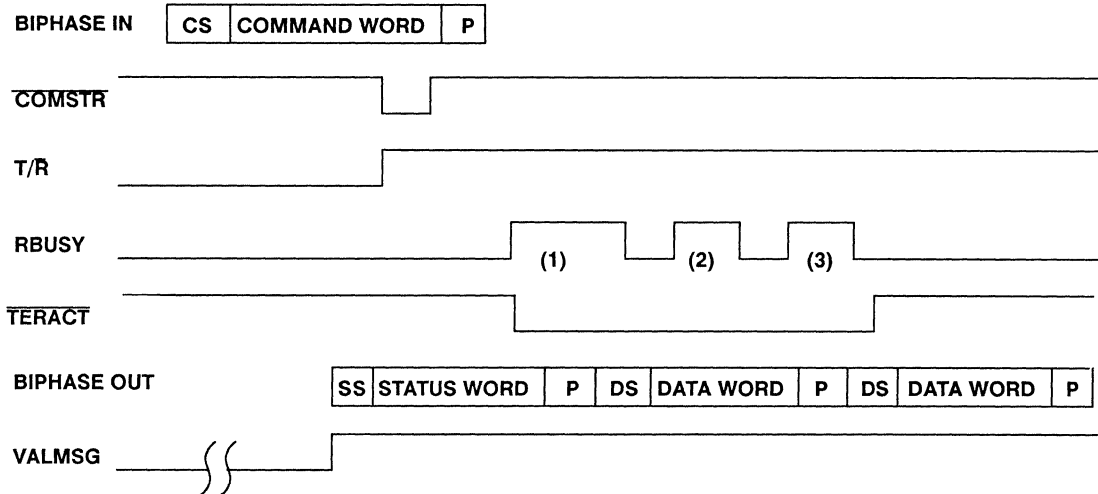 BIPHASE IN CS COMMAND WORD P
COMSTR
T/R̅
RBUSY (1) (2) (3)
TERACT
BIPHASE OUT SS STATUS WORD P DS DATA WORD P DS DATA WORD P
VALMSG